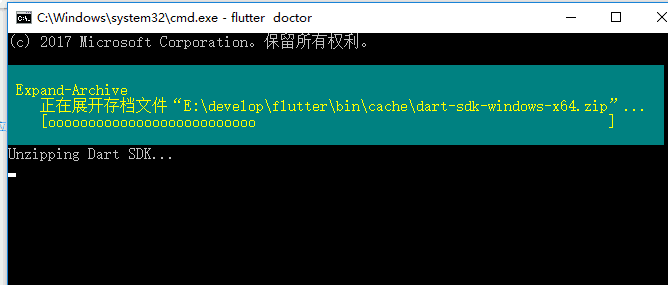 C:\Windows\system32\cmd.exe - flutter doctor
(c) 2017 Microsoft Corporation。保留所有权利。
Expand-Archive
正在展开存档文件“E:\develop\flutter\bin\cache\dart-sdk-windows-x64.zip”...
[oooooooooooooooooooooooooo ]
Unzipping Dart SDK...